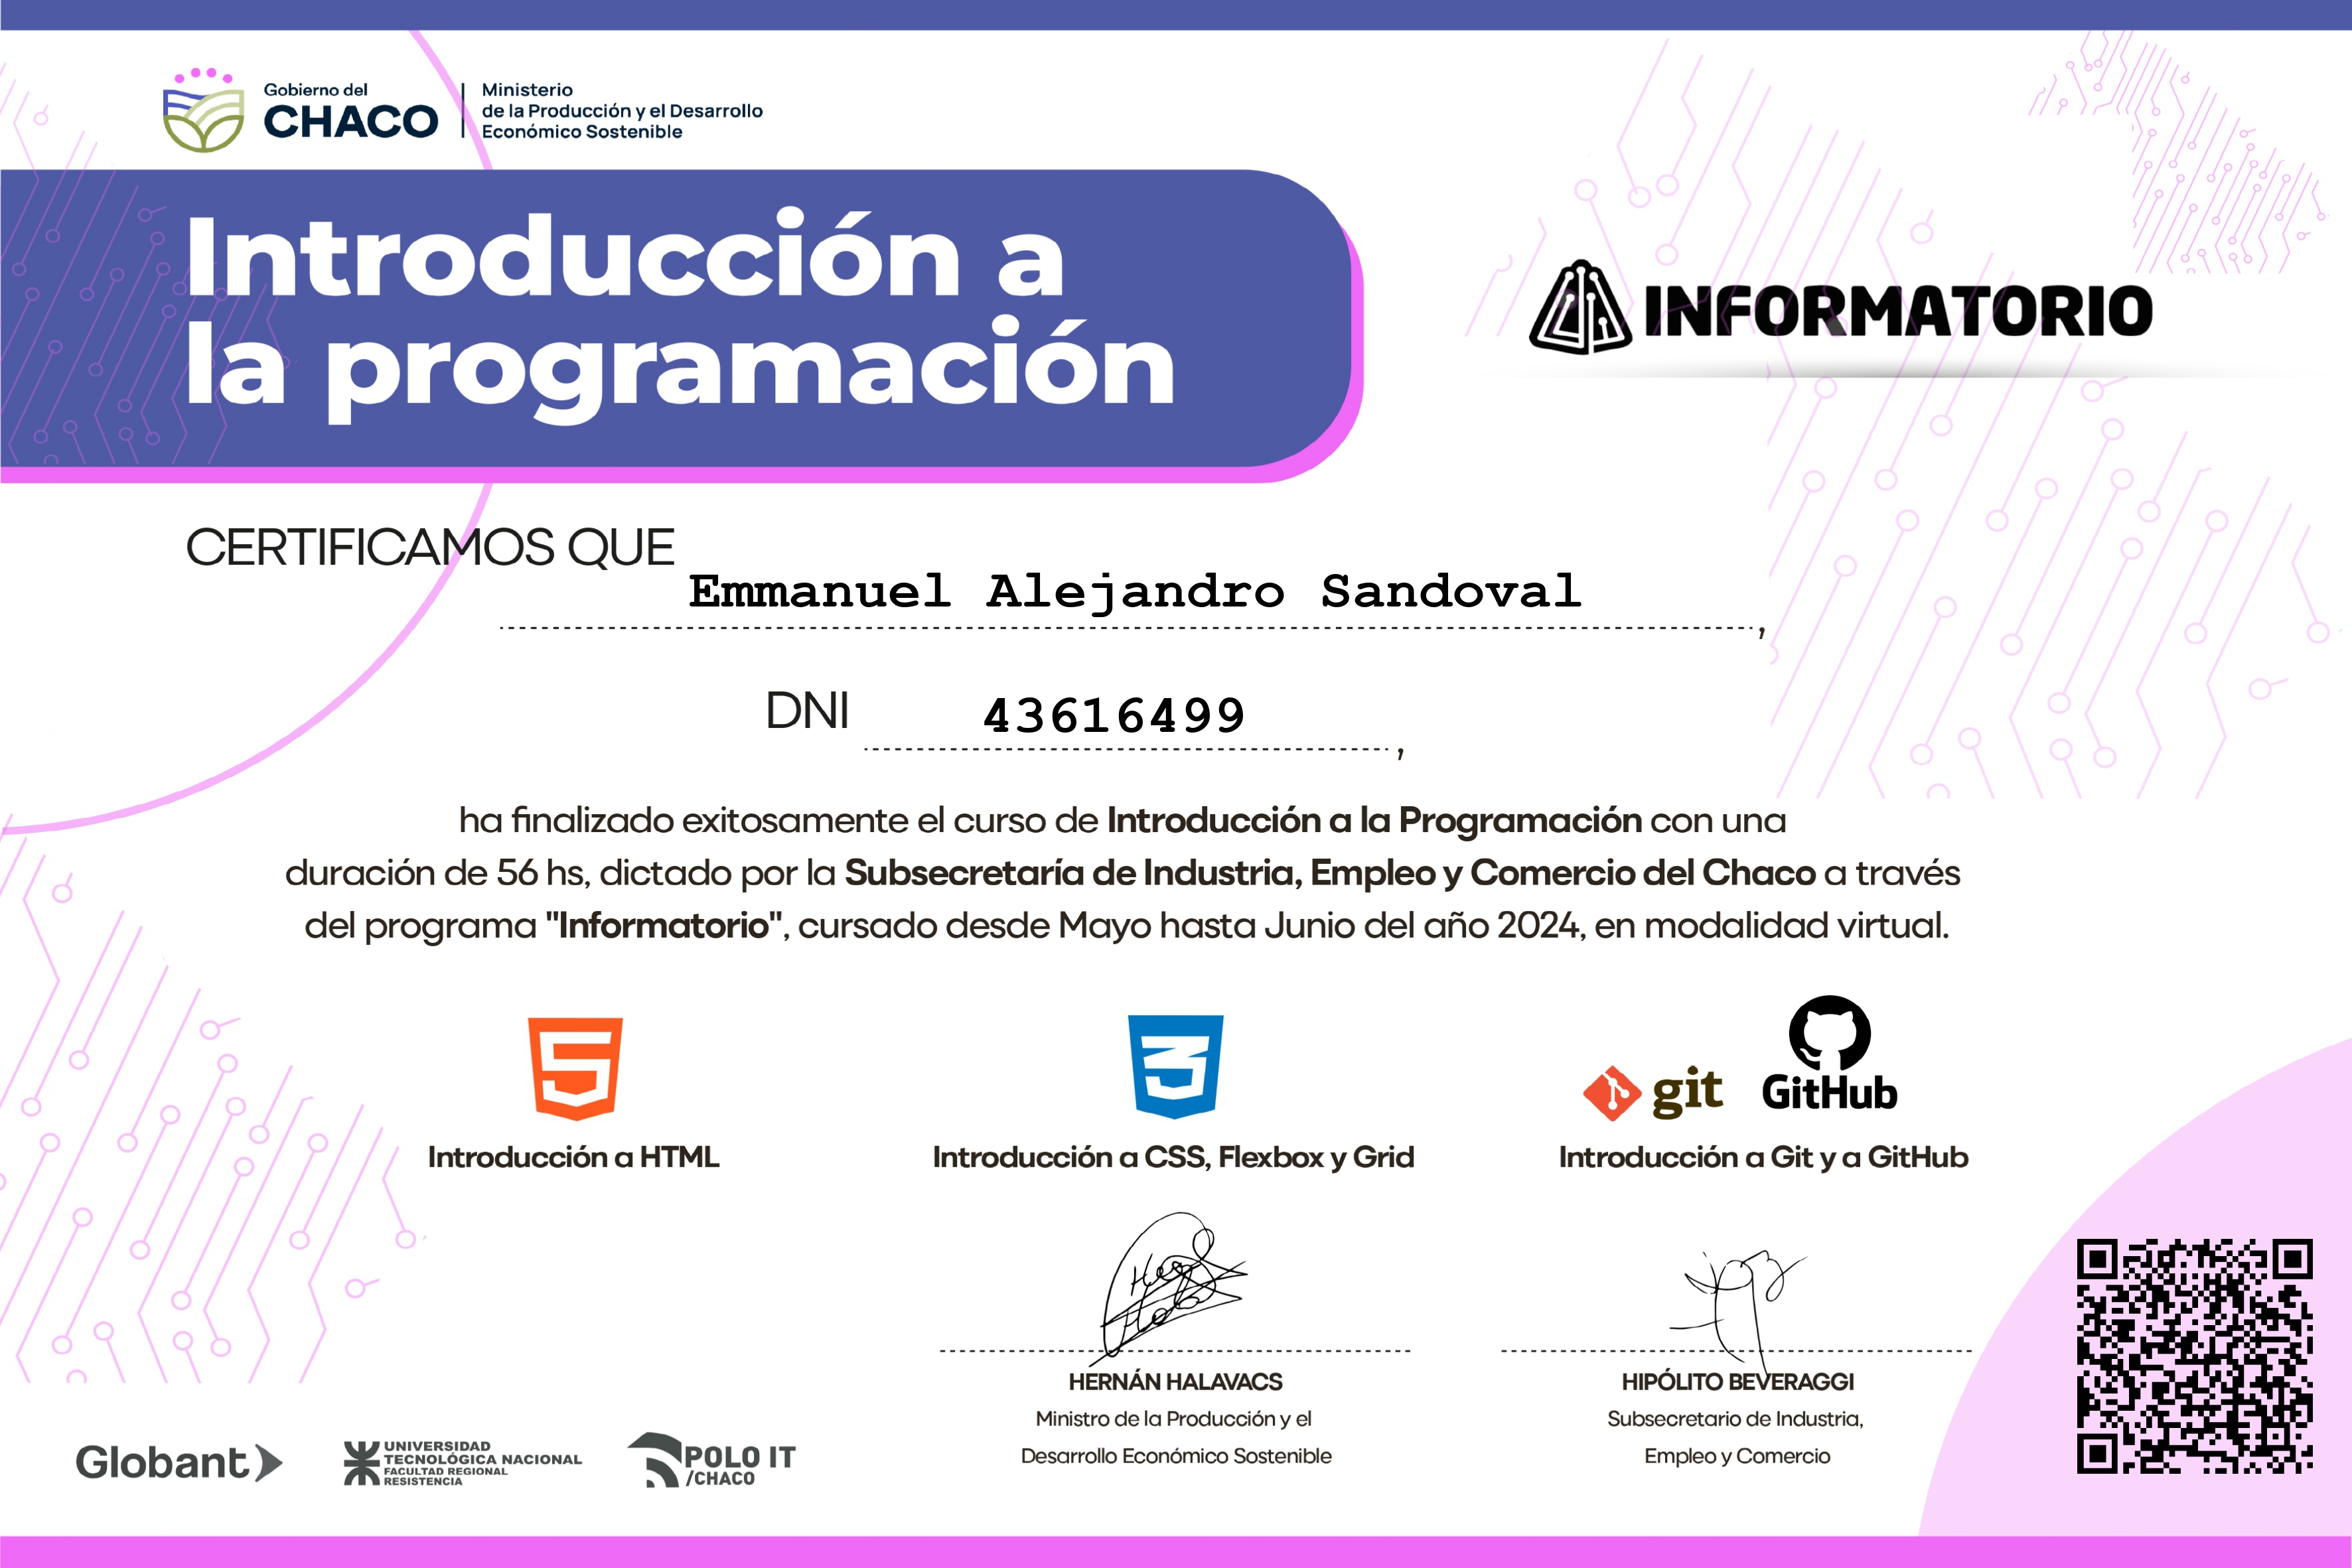 Gobierno del
CHACO
Ministerio
de la Producción y el Desarrollo
Económico Sostenible
Introducción a
la programación
INFORMATORIO
CERTIFICAMOS QUE
Emmanuel Alejandro Sandoval,
DNI 43616499,
ha finalizado exitosamente el curso de Introducción a la Programación con una
duración de 56 hs, dictado por la Subsecretaría de Industria, Empleo y Comercio del Chaco a través
del programa "Informatorio", cursado desde Mayo hasta Junio del año 2024, en modalidad virtual.
git
GitHub
Introducción a HTML
Introducción a CSS, Flexbox y Grid
Introducción a Git y a GitHub
HERNÁN HALAVACS
Ministro de la Producción y el
Desarrollo Económico Sostenible
HIPÓLITO BEVERAGGI
Subsecretario de Industria,
Empleo y Comercio
Globant
UNIVERSIDAD
TECNOLÓGICA NACIONAL
FACULTAD REGIONAL
RESISTENCIA
POLO IT
/CHACO